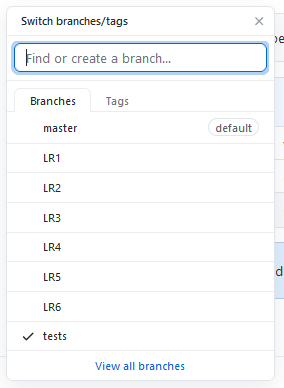 Switch branches/tags
Find or create a branch...
Branches
Tags
master
default
LR1
LR2
LR3
LR4
LR5
LR6
tests
View all branches